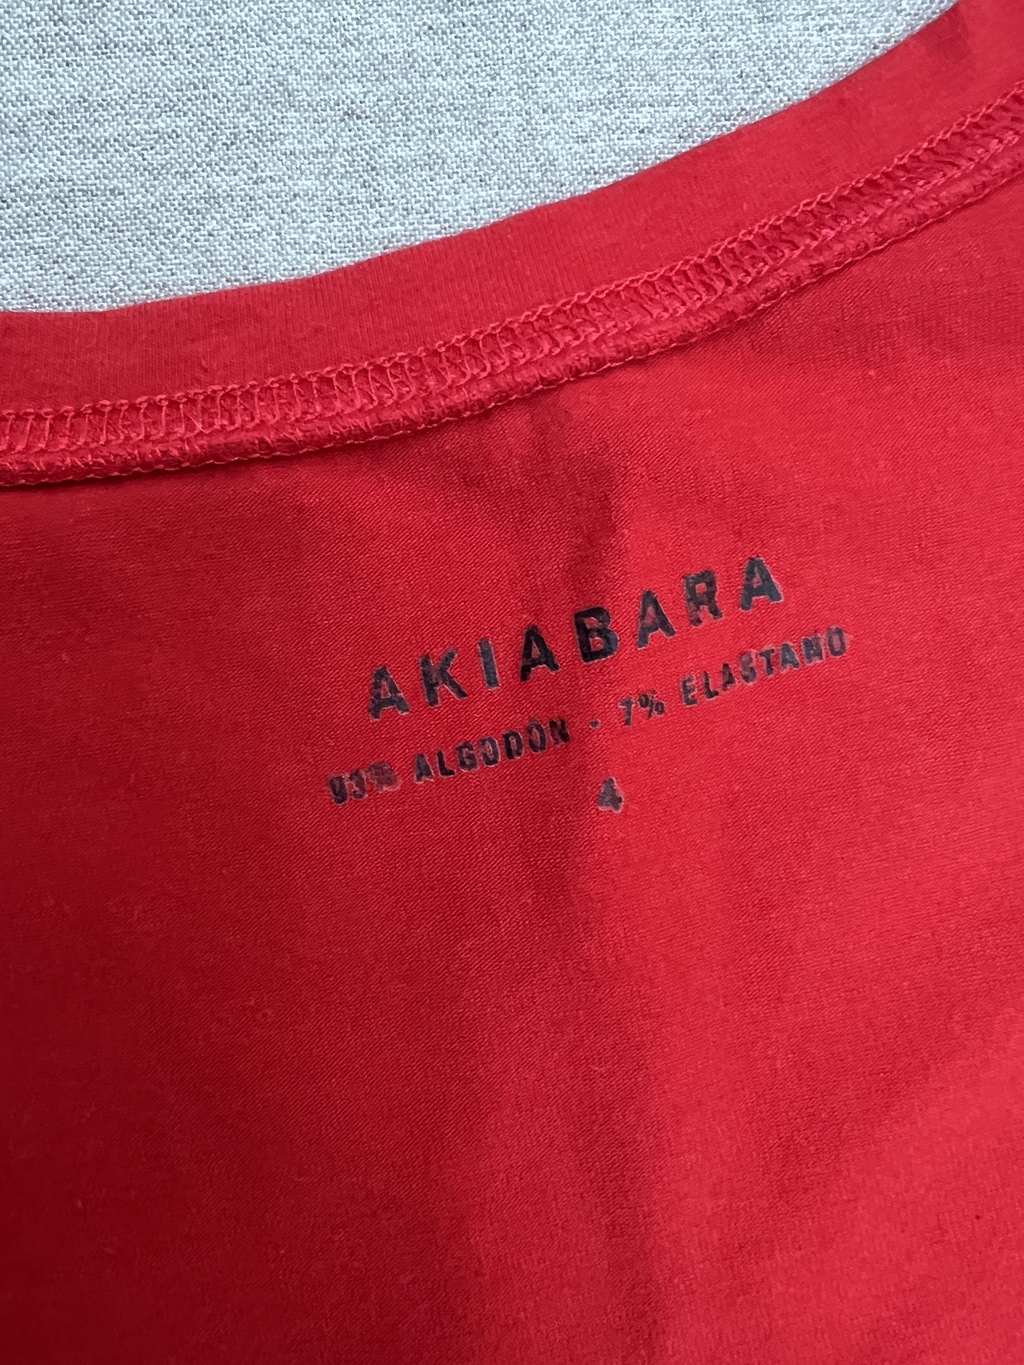 AKIABARA
93% ALGODÓN - 7% ELASTANO
4